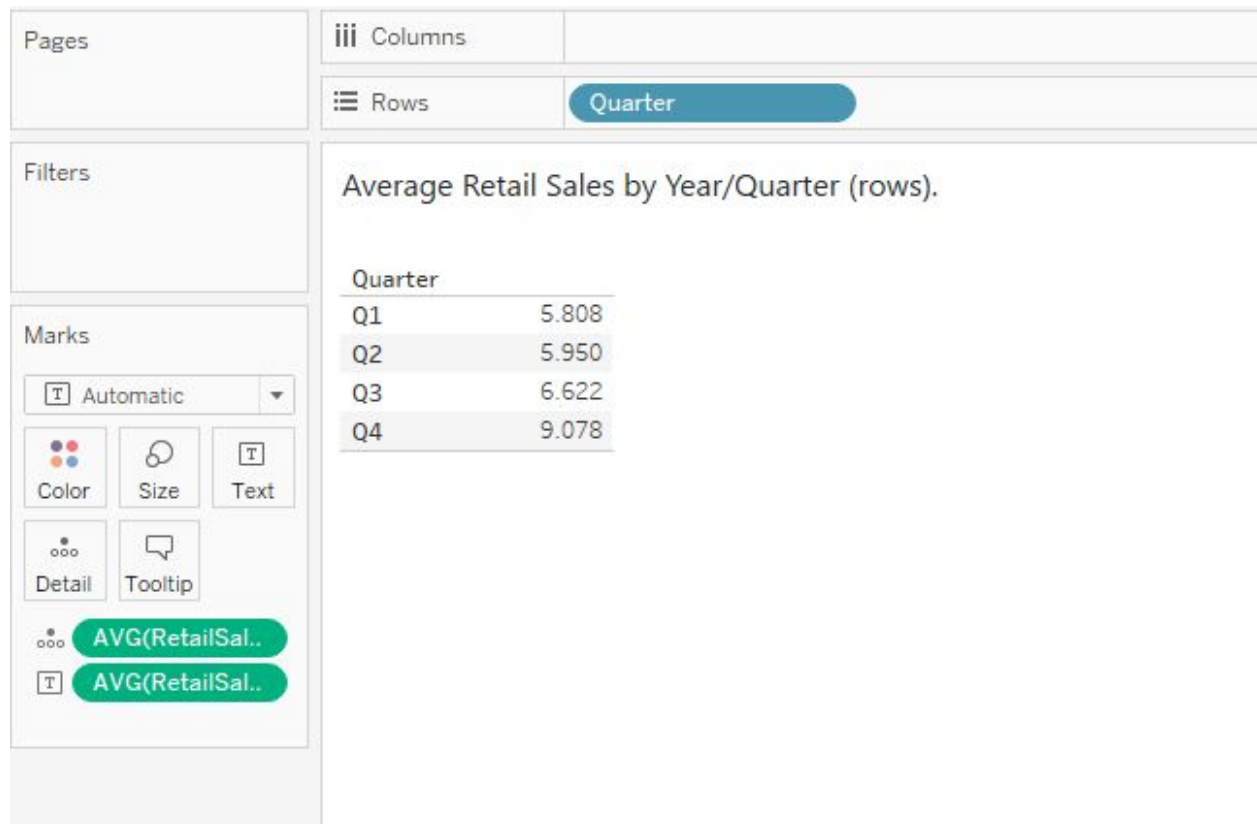 Pages
Columns
Rows
Quarter
Filters
Average Retail Sales by Year/Quarter (rows).
Quarter
Q1 5.808
Q2 5.950
Q3 6.622
Q4 9.078
Marks
T Automatic
Color
Size
T
Text
Detail
Tooltip
AVG(RetailSal..
T AVG(RetailSal..